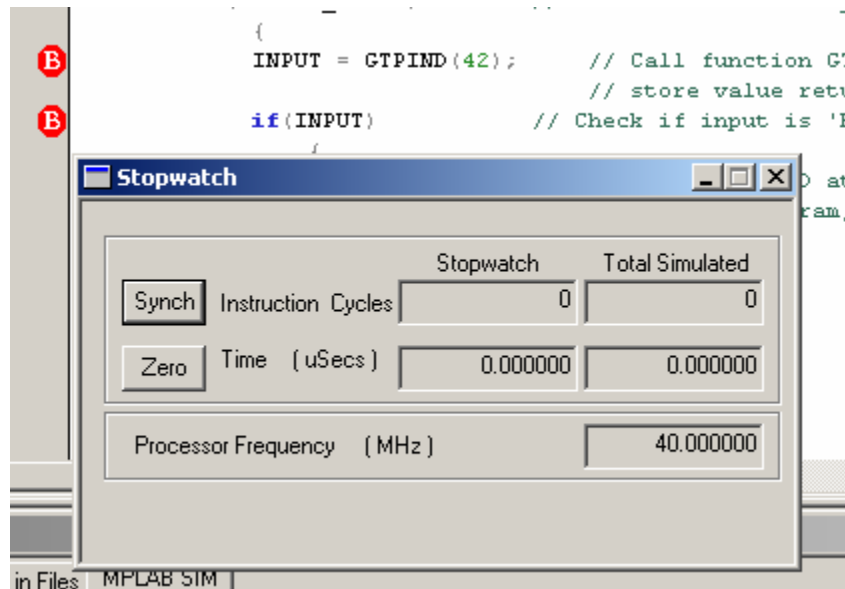 {
B INPUT = GTPIND(42); // Call function
// store value
B if(INPUT) // Check if input is
{
Stopwatch
Stopwatch Total Simulated
Synch Instruction Cycles 0 0
Zero Time (uSecs) 0.000000 0.000000
Processor Frequency (MHz) 40.000000
in Files MPLAB SIM